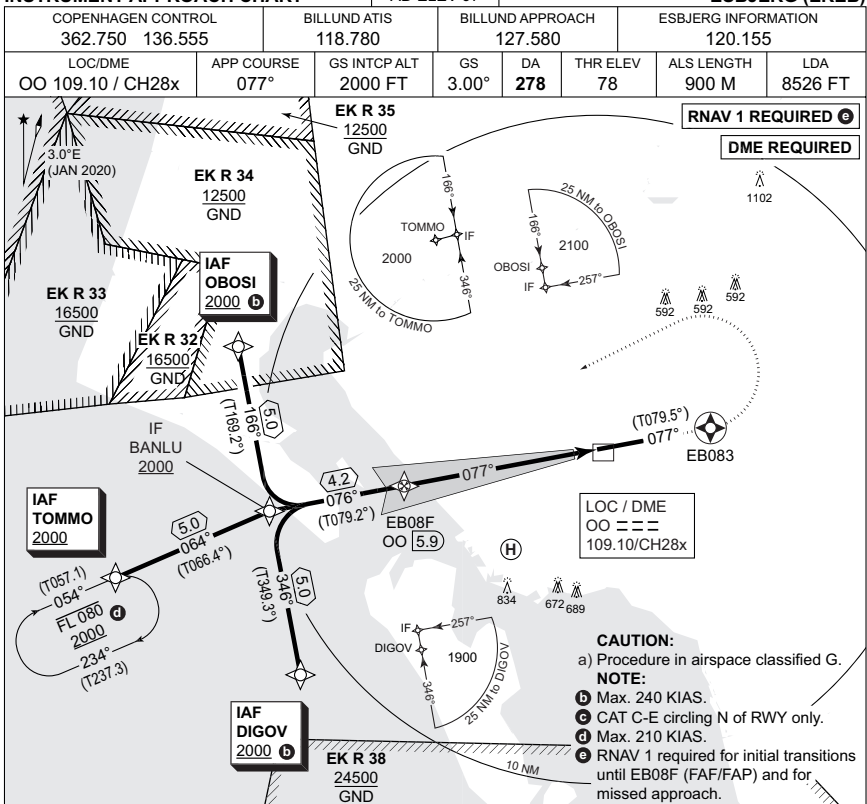 COPENHAGEN CONTROL
362.750 136.555
BILLUND ATIS
118.780
BILLUND APPROACH
127.580
ESBJERG INFORMATION
120.155
LOC/DME
OO 109.10 / CH28x
APP COURSE
077°
GS INTCP ALT
2000 FT
GS
3.00°
DA
278
THR ELEV
78
ALS LENGTH
900 M
LDA
8526 FT
EK R 35
12500
GND
RNAV 1 REQUIRED e
DME REQUIRED
3.0°E
(JAN 2020)
EK R 34
12500
GND
1102
166°
TOMMO
IF
2000
346°
25 NM to TOMMO
25 NM to OBOSI
166°
2100
OBOSI
IF
257°
IAF
OBOSI
2000 b
EK R 33
16500
GND
EK R 32
16500
GND
592
592
592
5.0
166°
(T169.2°)
IF
BANLU
2000
(T079.5°)
077°
EB083
077°
4.2
076°
(T079.2°)
EB08F
OO 5.9
IAF
TOMMO
2000
5.0
064°
(T066.4°)
LOC / DME
OO
109.10/CH28x
H
(T057.1)
054°
FL 080 d
2000
234°
(T237.3)
5.0
346°
(T349.3°)
834
672
689
IF
257°
DIGOV
1900
346°
25 NM to DIGOV
IAF
DIGOV
2000 b
EK R 38
24500
GND
10 NM
CAUTION:
a) Procedure in airspace classified G.
NOTE:
b Max. 240 KIAS.
c CAT C-E circling N of RWY only.
d Max. 210 KIAS.
e RNAV 1 required for initial transitions
until EB08F (FAF/FAP) and for
missed approach.